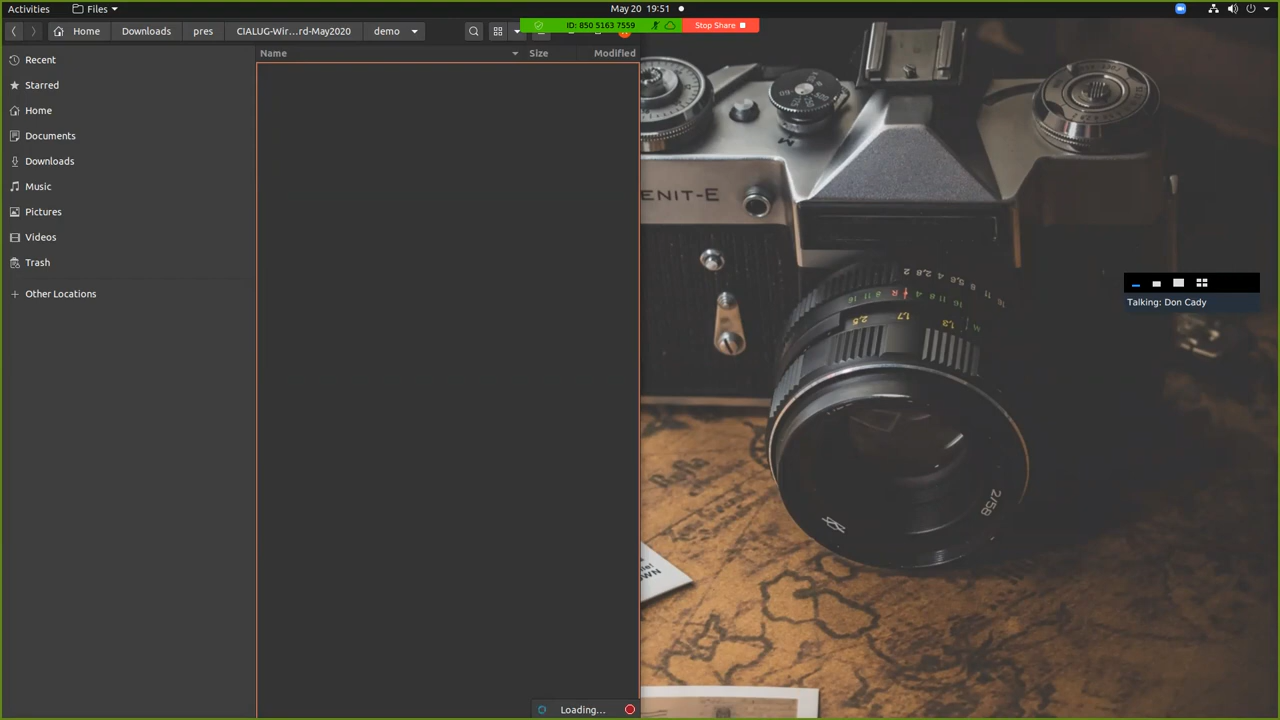 Activities
Files
May 20 19:51
ID: 850 5163 7559
Stop Share
Home
Downloads
pres
CIALUG-Wir...rd-May2020
demo
Name
Size
Modified
Recent
Starred
Home
Documents
Downloads
Music
Pictures
Videos
Trash
Other Locations
ENIT-E
Talking: Don Cady
2/58
Loading...